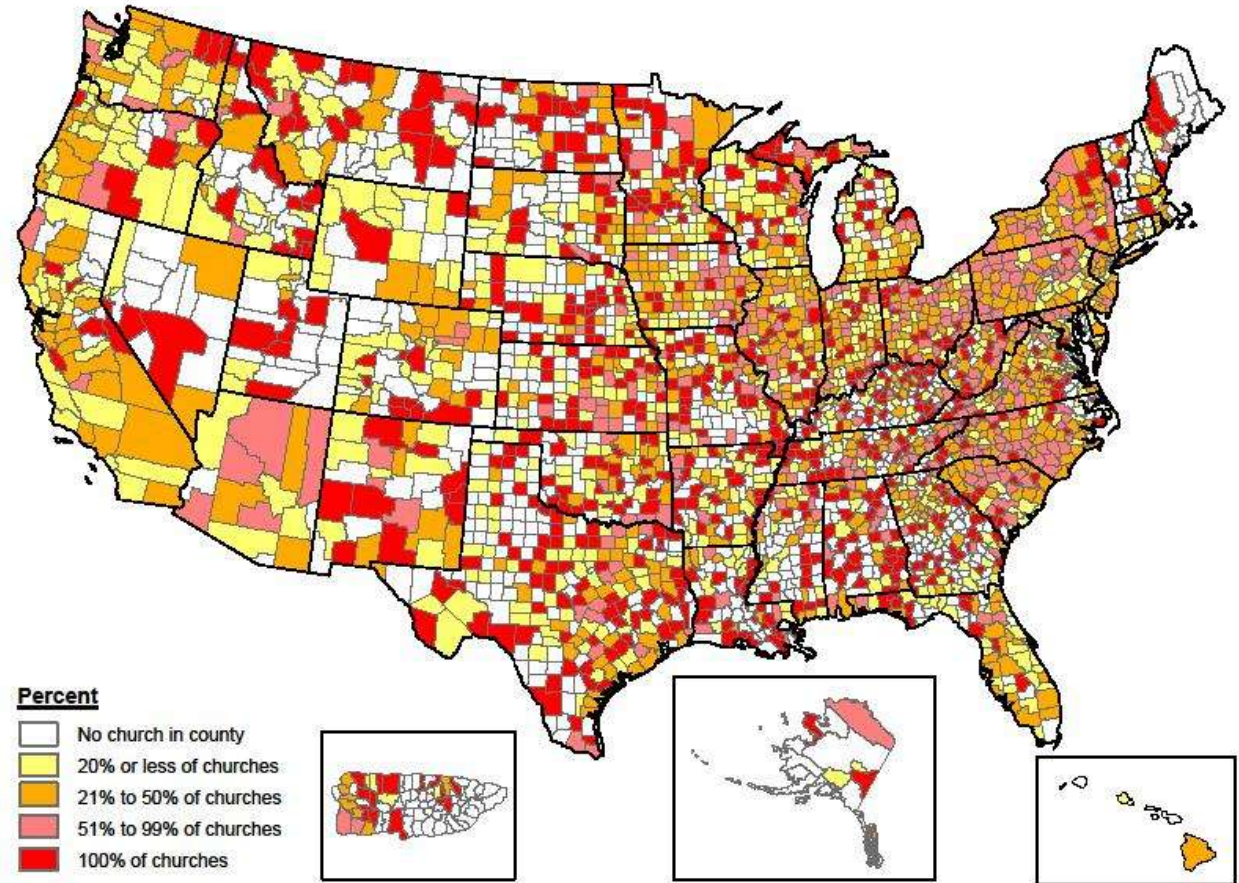 Percent
No church in county
20% or less of churches
21% to 50% of churches
51% to 99% of churches
100% of churches